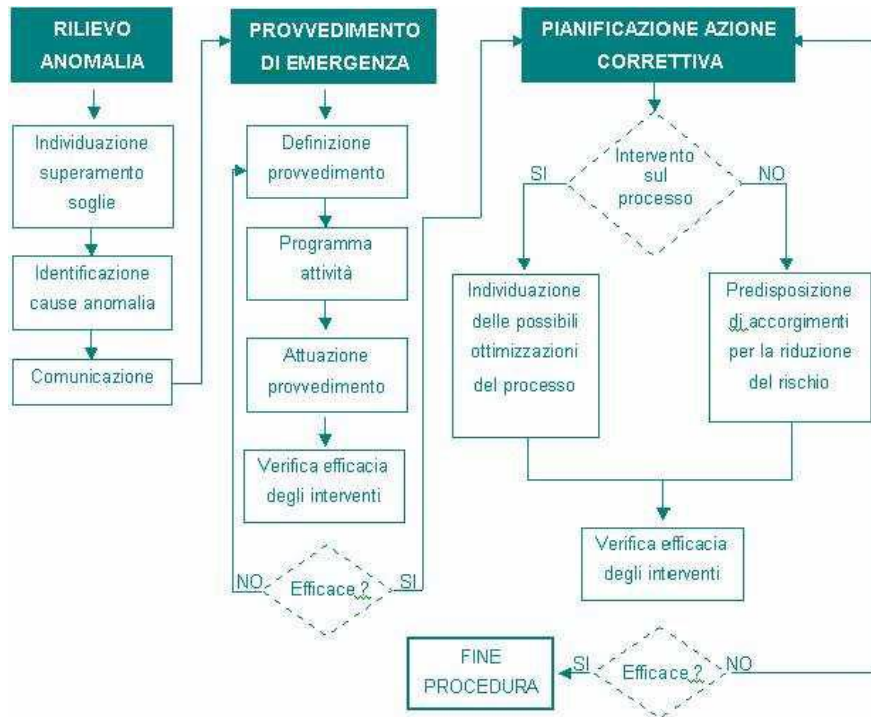 RILIEVO
ANOMALIA
Individuazione
superamento
soglie
Identificazione
cause anomalia
Comunicazione
PROVVEDIMENTO
DI EMERGENZA
Definizione
provvedimento
Programma
attività
Attuazione
provvedimento
Verifica efficacia
degli interventi
NO
Efficace ?
SI
PIANIFICAZIONE AZIONE
CORRETTIVA
Intervento
sul
processo
SI
NO
Individuazione
delle possibili
ottimizzazioni
del processo
Predisposizione
di accorgimenti
per la riduzione
del rischio
Verifica efficacia
degli interventi
Efficace ?
SI
NO
FINE
PROCEDURA